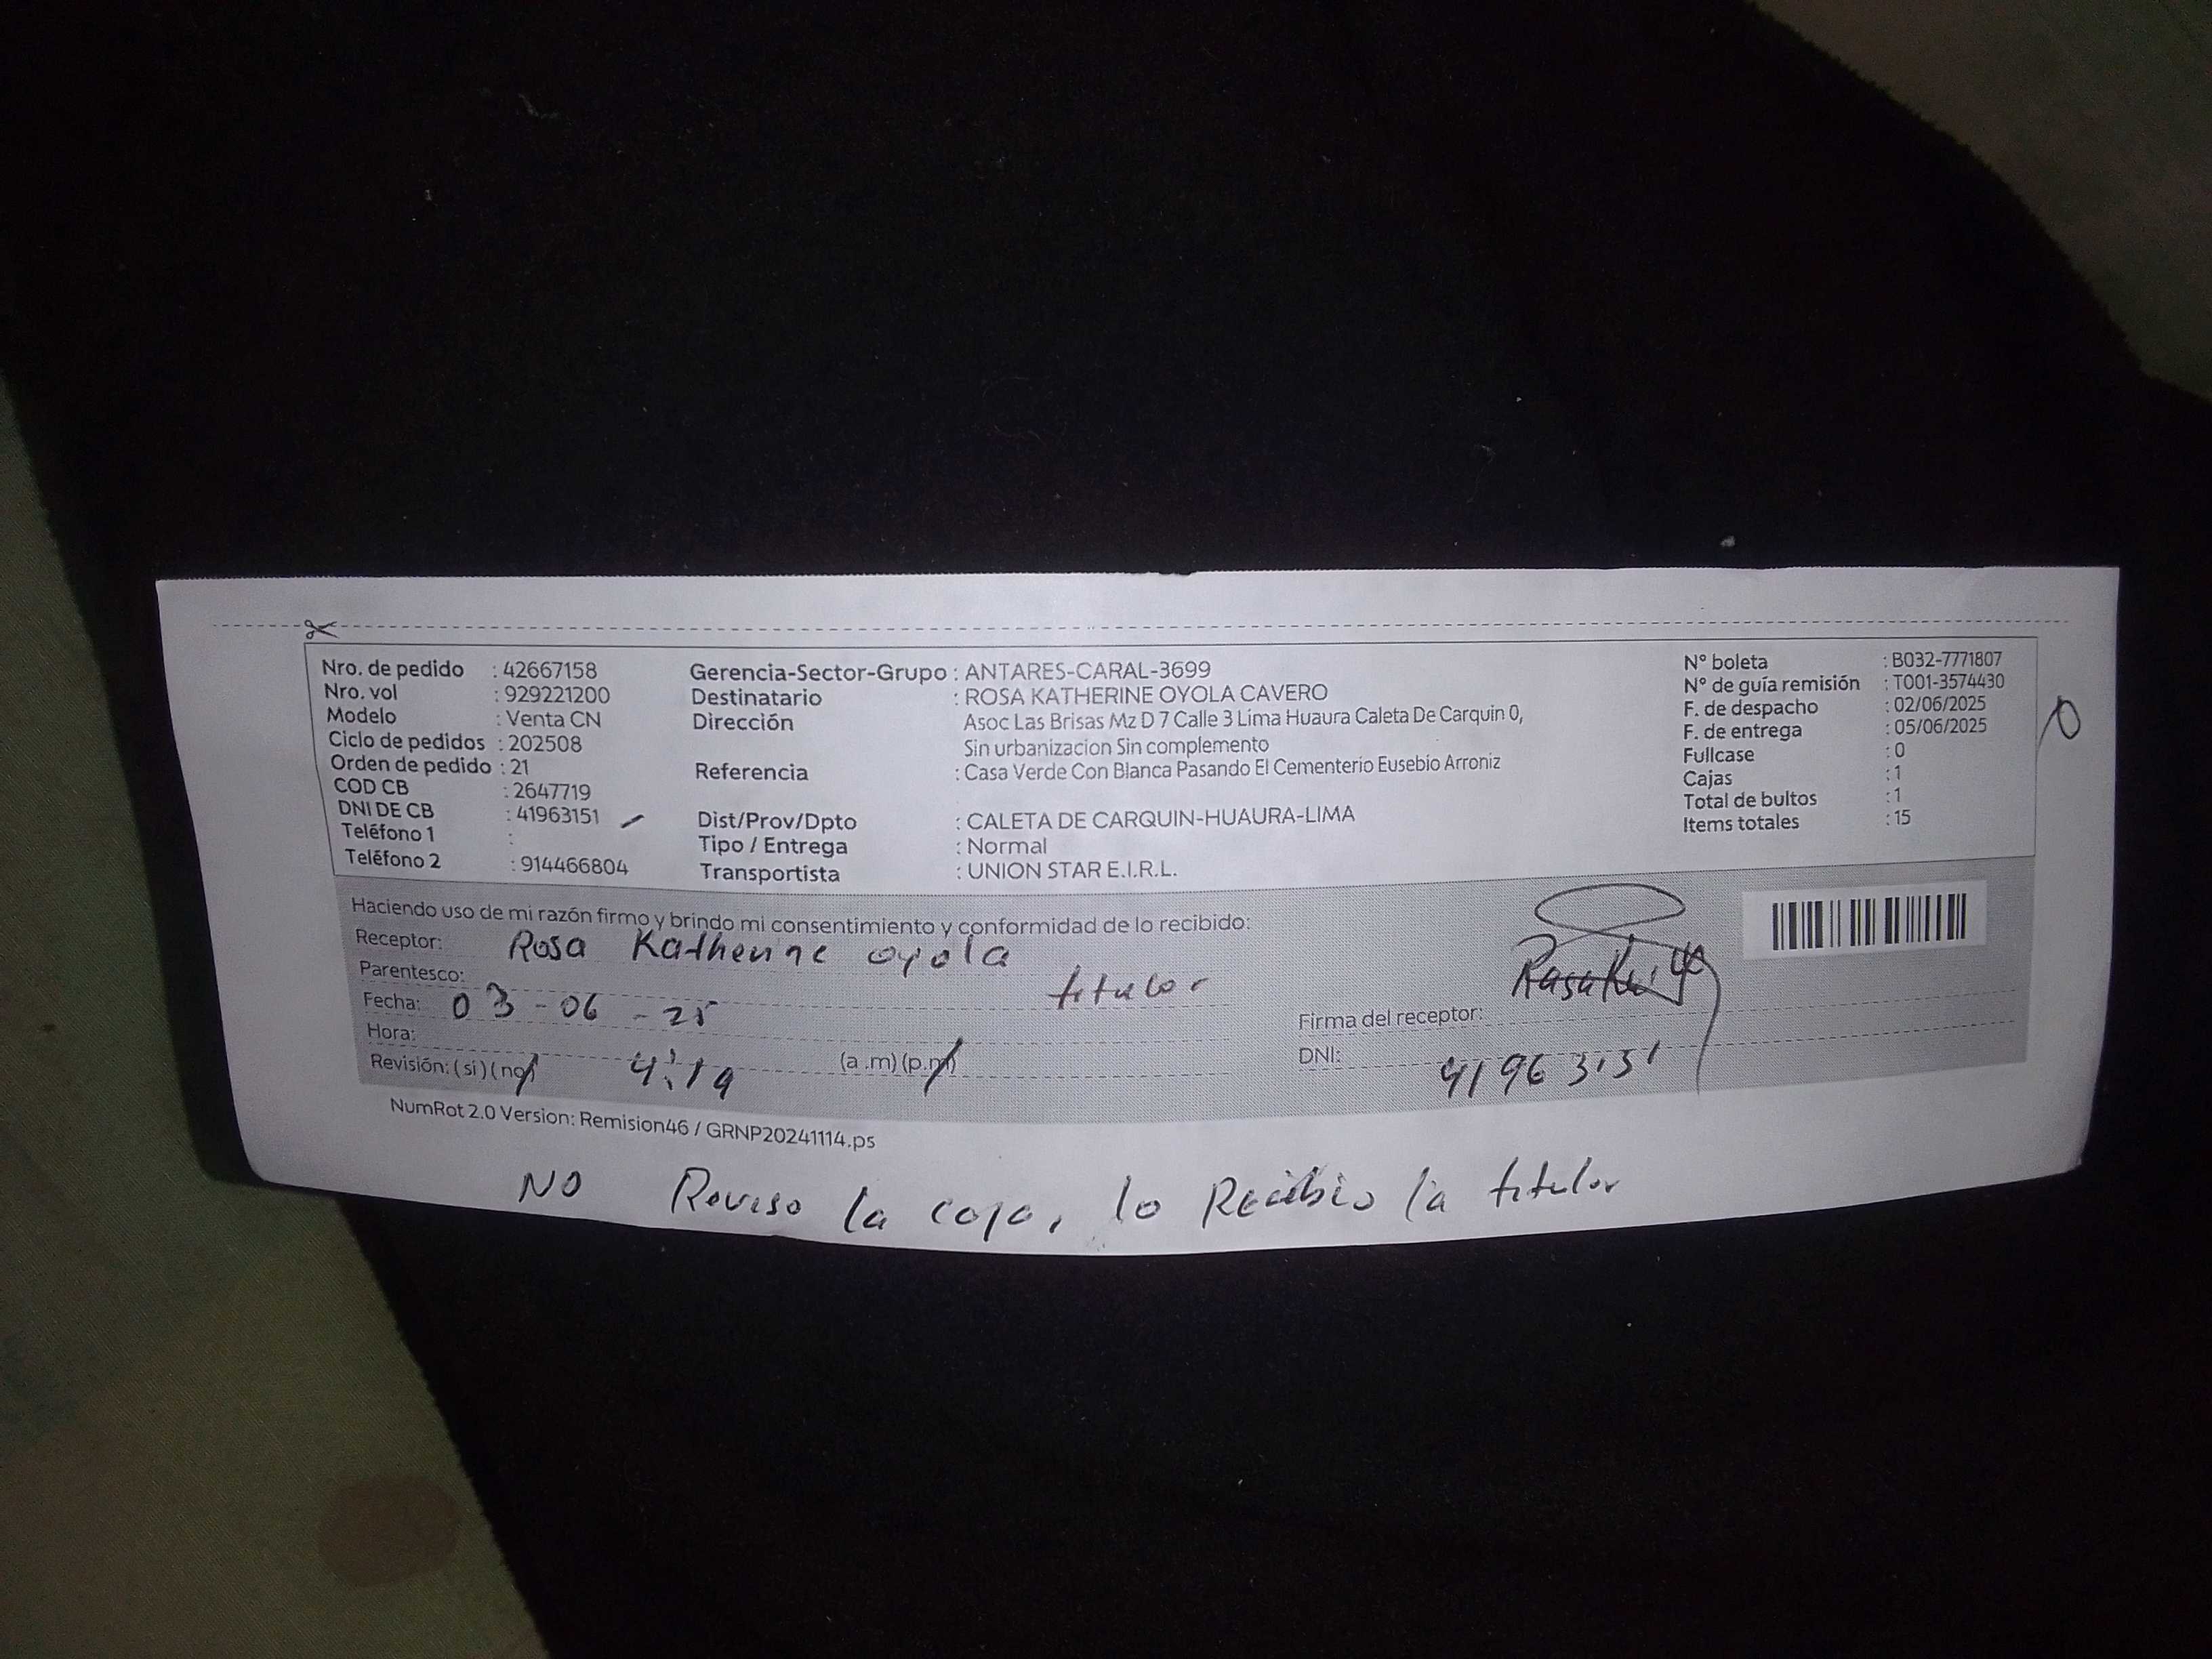 Nro. de pedido : 42667158
Nro. vol : 929221200
Modelo : Venta CN
Ciclo de pedidos : 202508
Orden de pedido : 21
COD CB : 2647719
DNI DE CB : 41963151
Teléfono 1 :
Teléfono 2 : 914466804
Gerencia-Sector-Grupo : ANTARES-CARAL-3699
Destinatario : ROSA KATHERINE OYOLA CAVERO
Dirección Asoc Las Brisas Mz D 7 Calle 3 Lima Huaura Caleta De Carquin 0,
Sin urbanizacion Sin complemento
Referencia : Casa Verde Con Blanca Pasando El Cementerio Eusebio Arroniz
Dist/Prov/Dpto : CALETA DE CARQUIN-HUAURA-LIMA
Tipo / Entrega : Normal
Transportista : UNION STAR E.I.R.L.
N° boleta : B032-7771807
N° de guía remisión : T001-3574430
F. de despacho : 02/06/2025
F. de entrega : 05/06/2025
Fullcase : 0
Cajas : 1
Total de bultos : 1
Items totales : 15
Haciendo uso de mi razón firmo y brindo mi consentimiento y conformidad de lo recibido:
Receptor: Rosa Katherine oyola
Parentesco: titular
Fecha: 03-06-25
Hora: 4:19 (a.m) (p.m)
Revisión: (si) (no)
Firma del receptor:
DNI: 41963151
NumRot 2.0 Version: Remision46 / GRNP20241114.ps
NO Reviso la caja, lo Recibio la titular